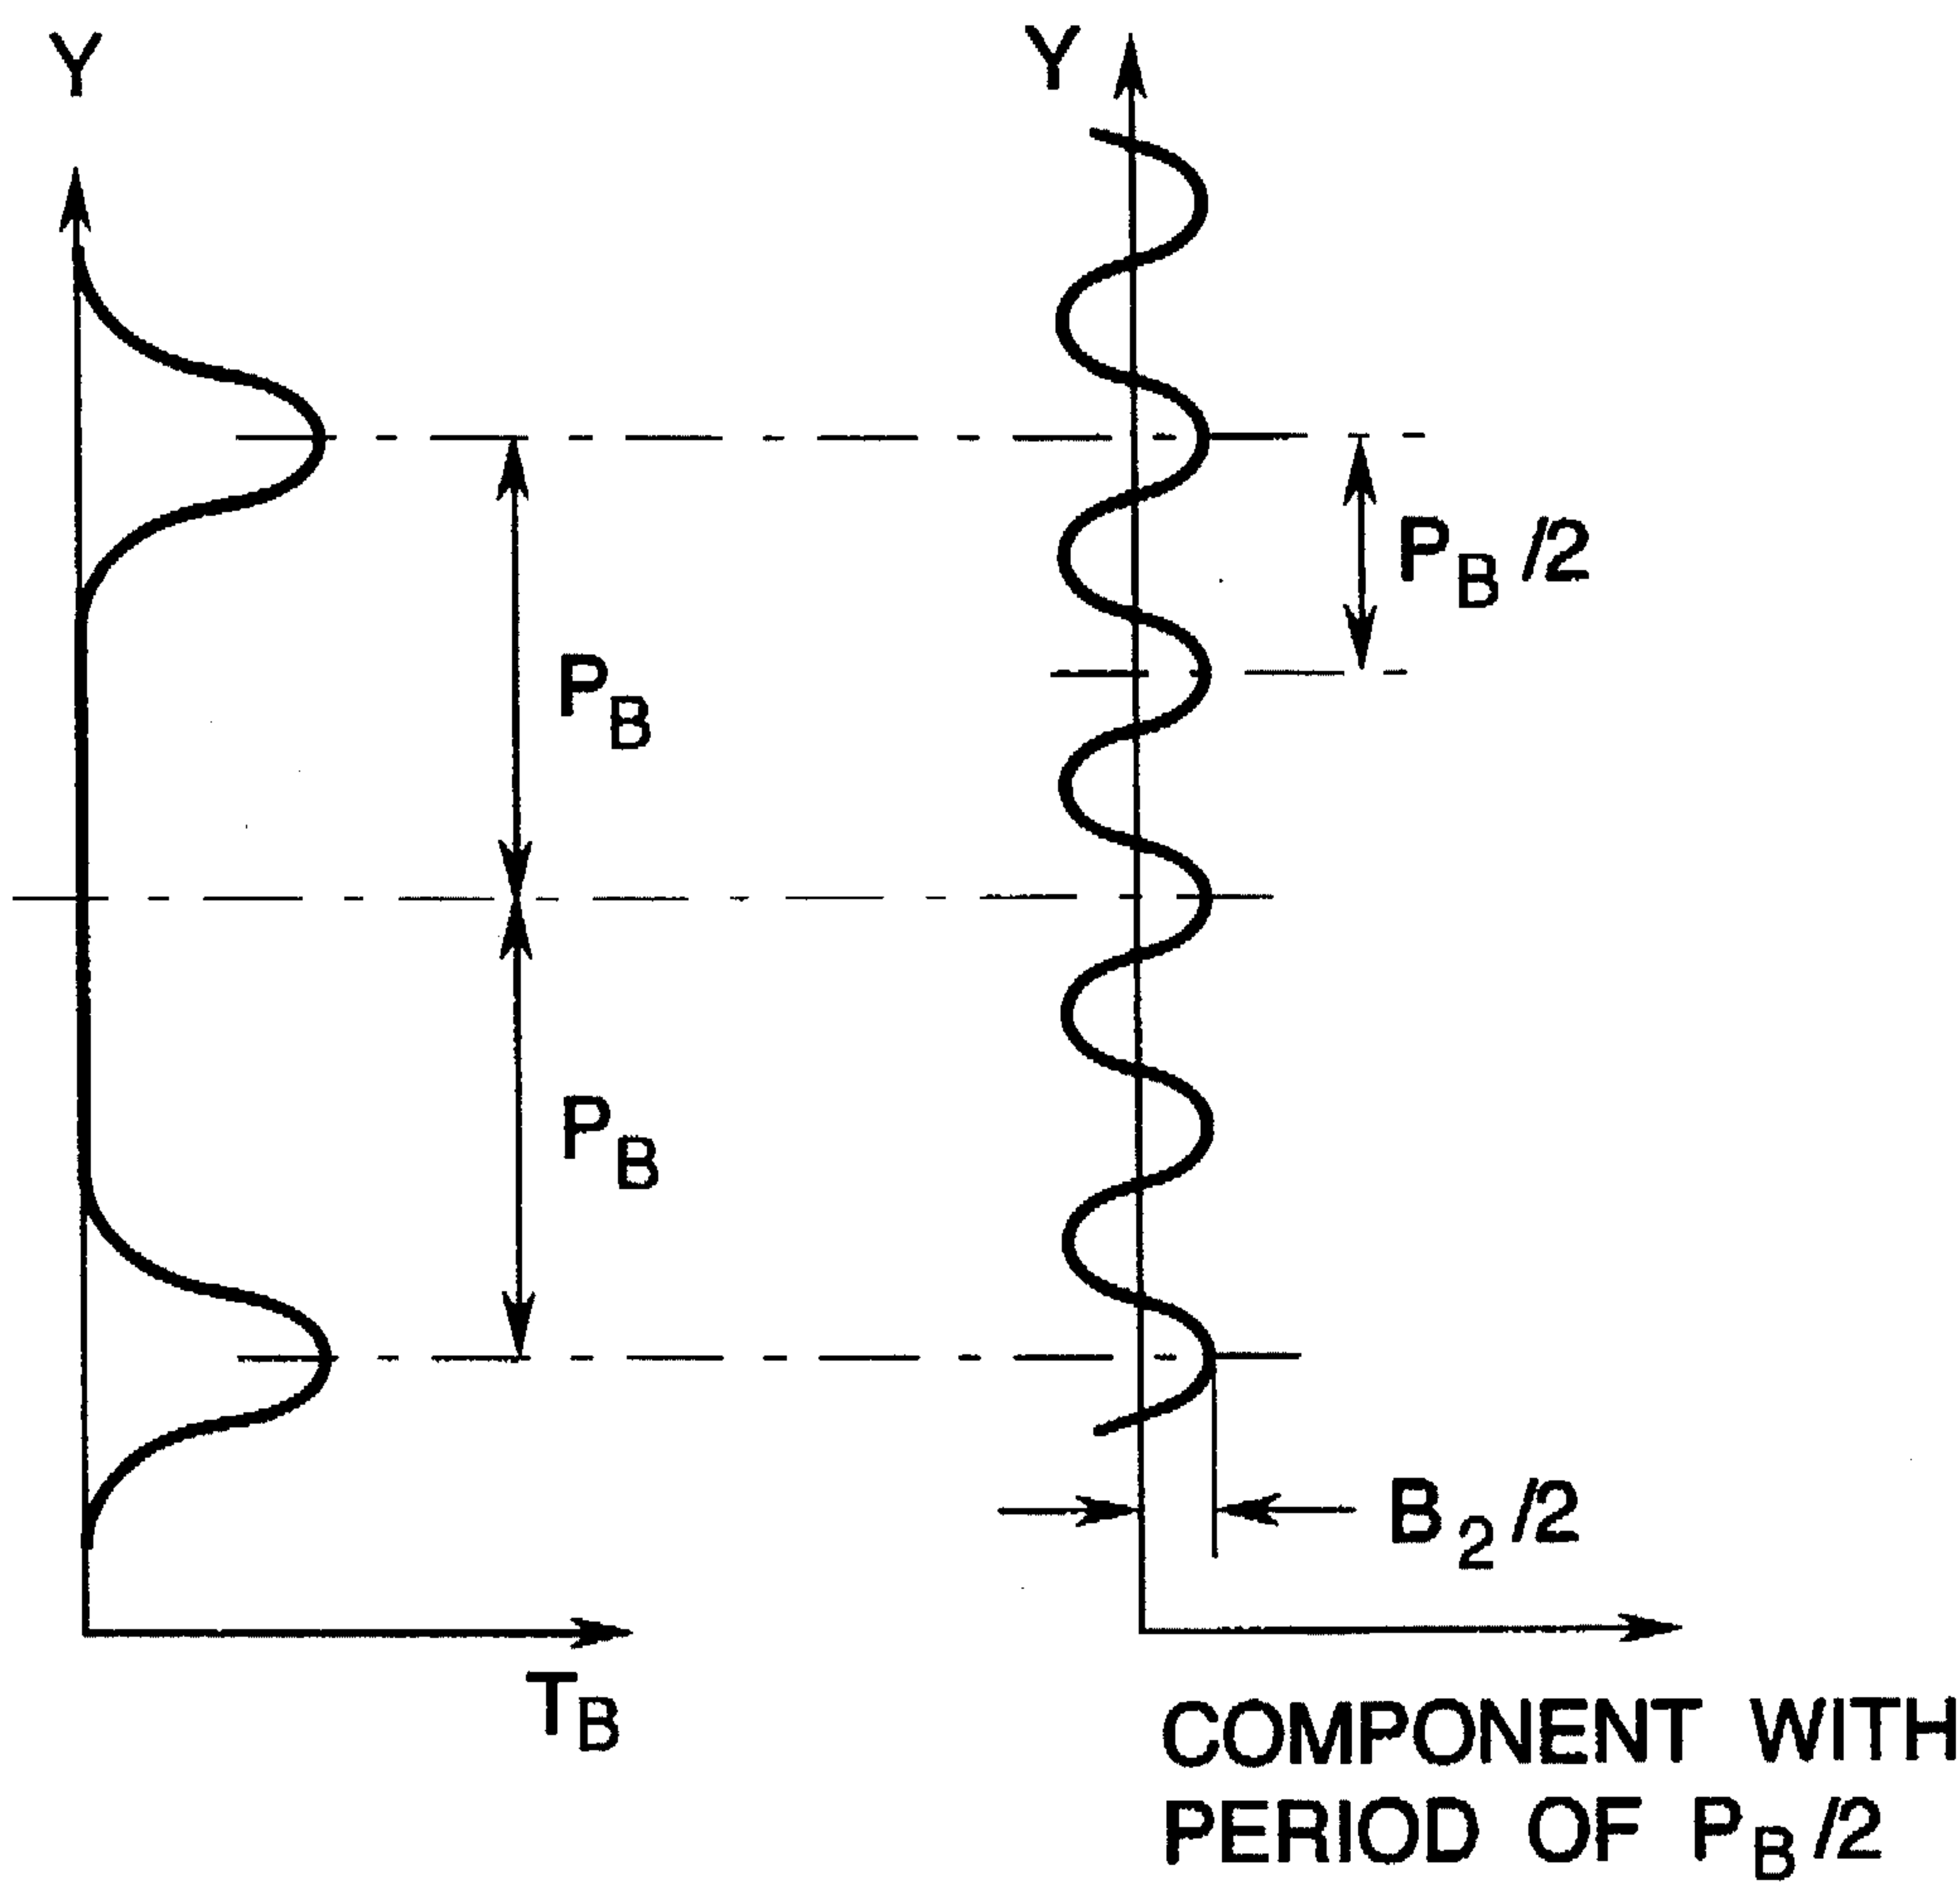 Y
Y
P_B/2
P_B
P_B
B_2/2
T_B
COMPONENT WITH
PERIOD OF P_B/2